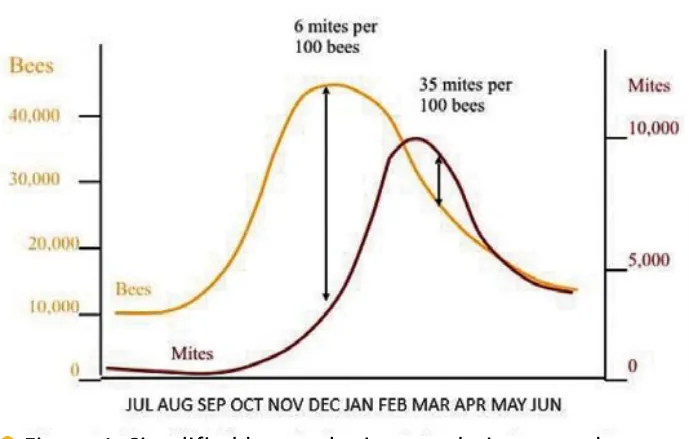 6 mites per
100 bees
Bees
35 mites per
100 bees
Mites
40,000
10,000
30,000
20,000
5,000
Bees
10,000
Mites
0
0
JUL AUG SEP OCT NOV DEC JAN FEB MAR APR MAY JUN